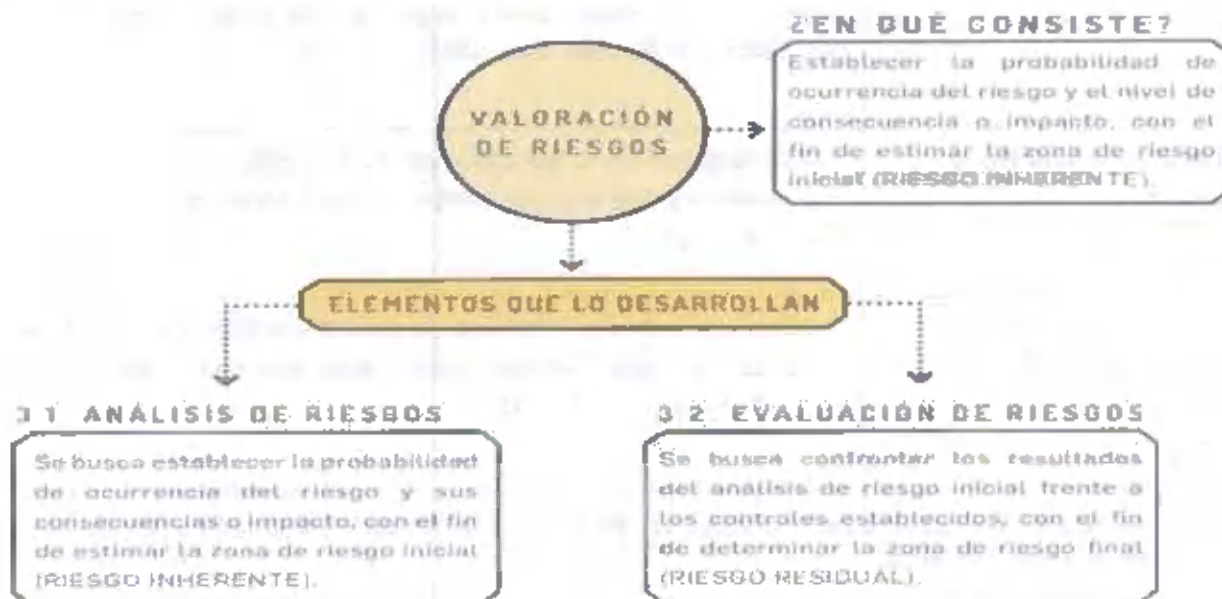 ¿EN QUÉ CONSISTE?
Establecer la probabilidad de
ocurrencia del riesgo y el nivel de
consecuencia o impacto, con el
fin de estimar la zona de riesgo
inicial (RIESGO INHERENTE).
VALORACIÓN
DE RIESGOS
ELEMENTOS QUE LO DESARROLLAN
3.1. ANÁLISIS DE RIESGOS
Se busca establecer la probabilidad
de ocurrencia del riesgo y sus
consecuencias o impacto, con el fin
de estimar la zona de riesgo inicial
(RIESGO INHERENTE).
3.2. EVALUACIÓN DE RIESGOS
Se busca confrontar los resultados
del análisis de riesgo inicial frente a
los controles establecidos, con el fin
de determinar la zona de riesgo final
(RIESGO RESIDUAL).